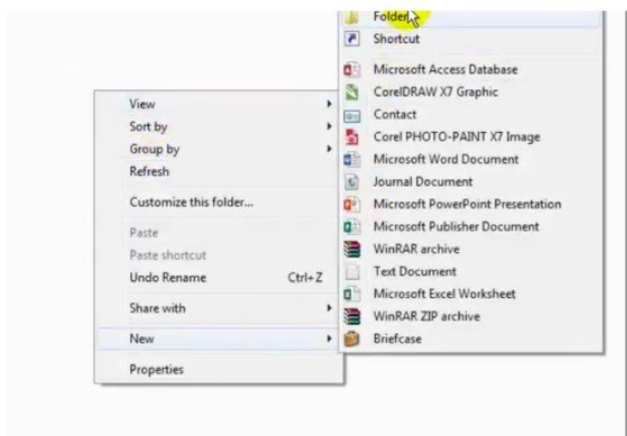 View
Sort by
Group by
Refresh
Customize this folder...
Paste
Paste shortcut
Undo Rename Ctrl+Z
Share with
New
Properties
Folder
Shortcut
Microsoft Access Database
CorelDRAW X7 Graphic
Contact
Corel PHOTO-PAINT X7 Image
Microsoft Word Document
Journal Document
Microsoft PowerPoint Presentation
Microsoft Publisher Document
WinRAR archive
Text Document
Microsoft Excel Worksheet
WinRAR ZIP archive
Briefcase